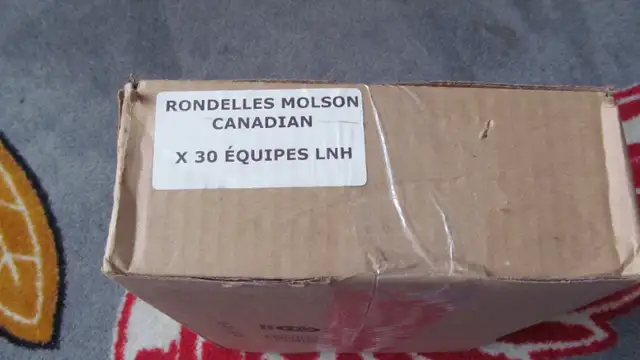 RONDELLES MOLSON
CANADIAN
X 30 ÉQUIPES LNH